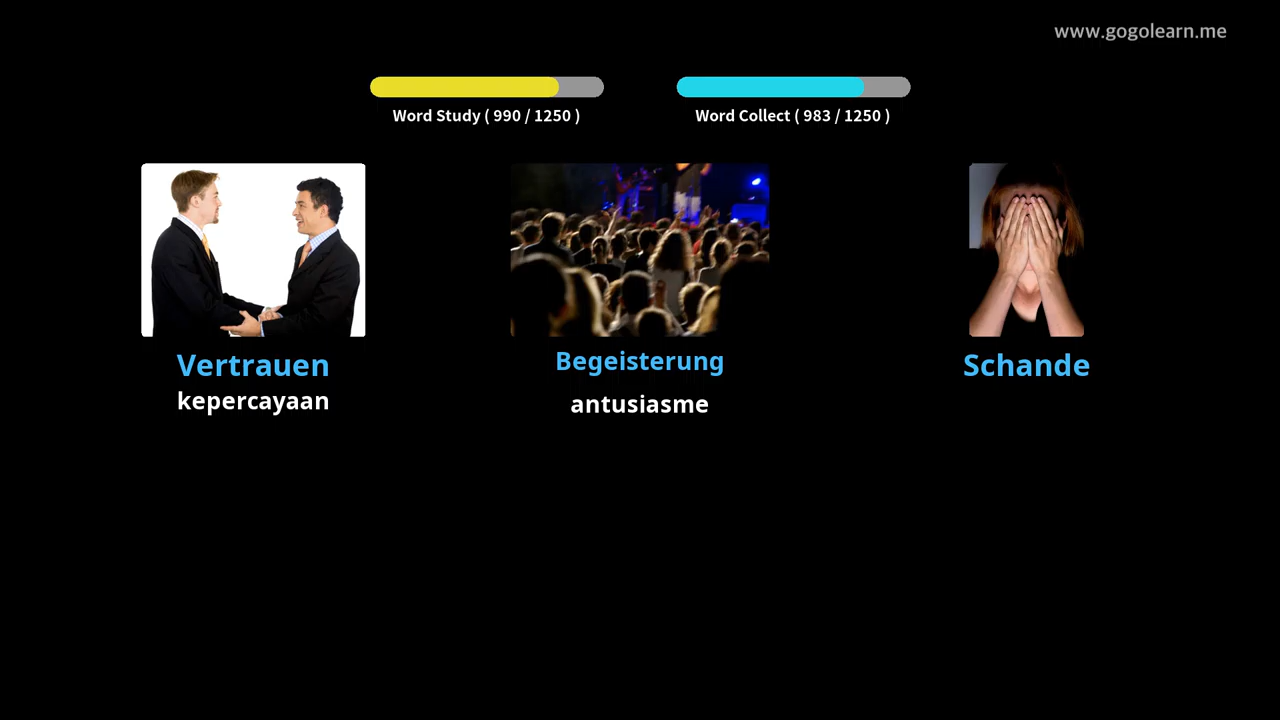 www.gogolearn.me
Word Study ( 990 / 1250 )
Word Collect ( 983 / 1250 )
Vertrauen
kepercayaan
Begeisterung
antusiasme
Schande